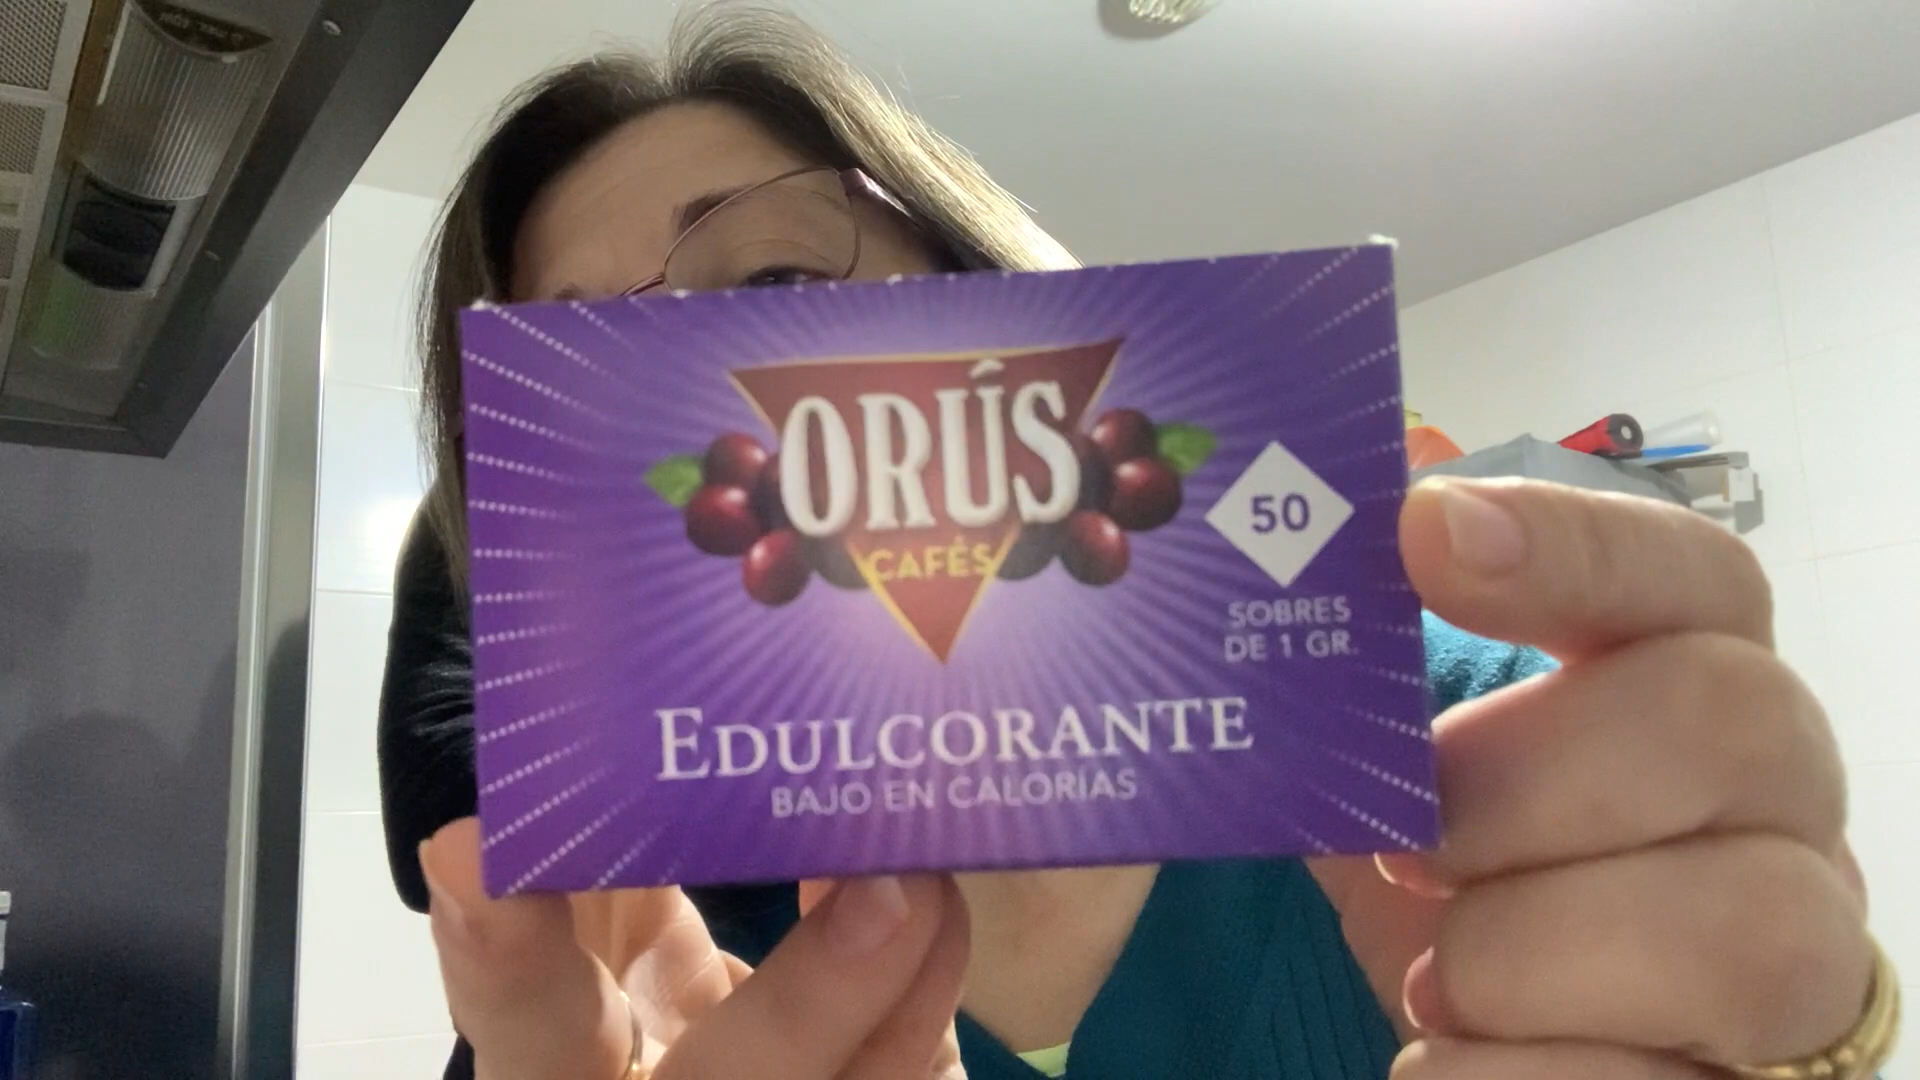 ORÚS
CAFÉS
50
SOBRES
DE 1 GR.
EDULCORANTE
BAJO EN CALORÍAS